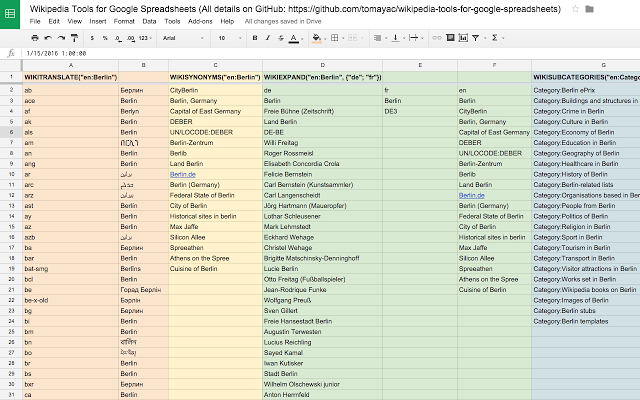 Wikipedia Tools for Google Spreadsheets (All details on GitHub: https://github.com/tomayac/wikipedia-tools-for-google-spreadsheets)
File Edit View Insert Format Data Tools Add-ons Help All changes saved in Drive
$ % .0 .00 123 10 B I S A Σ
fx 1/15/2016 1:00:00
A B C D E F G
1 WIKITRANSLATE("en:Berlin") WIKISYNONYMS("en:Berlin") WIKIEXPAND("en:Berlin", {"de"; "fr"}) WIKISUBCATEGORIES("en:Catego
2 ab Берлин CityBerlin de fr en Category:Berlin ePrix
3 ace Berlin Berlin, Germany Berlin Berlin Berlin Category:Buildings and structures in
4 af Berlyn Capital of East Germany Freie Bühne (Zeitschrift) DE3 CityBerlin Category:Crime in Berlin
5 ak Berlin DEBER Land Berlin Berlin, Germany Category:Culture in Berlin
6 als Berlin UN/LOCODE:DEBER DE-BE Capital of East Germany Category:Economy of Berlin
7 am በርሊን Berlin-Zentrum Willi Freitag DEBER Category:Education in Berlin
8 an Berlín Berlib Roger Rossmeisl UN/LOCODE:DEBER Category:Geography of Berlin
9 ang Berlin Land Berlin Elisabeth Concordia Crola Berlin-Zentrum Category:Healthcare in Berlin
10 ar برلين Berlin.de Felicie Bernstein Berlib Category:History of Berlin
11 arc Berlin (Germany) Carl Bernstein (Kunstsammler) Land Berlin Category:Berlin-related lists
12 arz برلين Federal State of Berlin Carl Langenscheidt Berlin.de Category:Organisations based in Ber
13 ast Berlín City of Berlin Jörg Hartmann (Maueropfer) Berlin (Germany) Category:People from Berlin
14 ay Berlin Historical sites in berlin Lothar Schleusener Federal State of Berlin Category:Politics of Berlin
15 az Berlin Max Jaffe Mark Lehmstedt City of Berlin Category:Religion in Berlin
16 azb برلین Silicon Allee Eckhard Wehage Historical sites in berlin Category:Sport in Berlin
17 ba Берлин Spreeathen Christel Wehage Max Jaffe Category:Tourism in Berlin
18 bar Berlin Athens on the Spree Brigitte Matschinsky-Denninghoff Silicon Allee Category:Transport in Berlin
19 bat-smg Berlīns Cuisine of Berlin Lucie Berlin Spreeathen Category:Visitor attractions in Berlin
20 bcl Berlin Otto Freitag (Fußballspieler) Athens on the Spree Category:Works set in Berlin
21 be Горад Берлін Jean-Rodrigue Funke Cuisine of Berlin Category:Wikipedia books on Berlin
22 be-x-old Бэрлін Wolfgang Preuß Category:Images of Berlin
23 bg Берлин Sven Gillert Category:Berlin stubs
24 bi Berlin Freie Hansestadt Berlin Category:Berlin templates
25 bm Berlin Augustin Terwesten
26 bn বার্লিন Lucius Reichling
27 bo Sayed Kamal
28 br Berlin Iwan Kutisker
29 bs Berlin Stadt Berlin
30 bxr Берлин Wilhelm Olschewski junior
31 ca Berlín Anton Herrnfeld